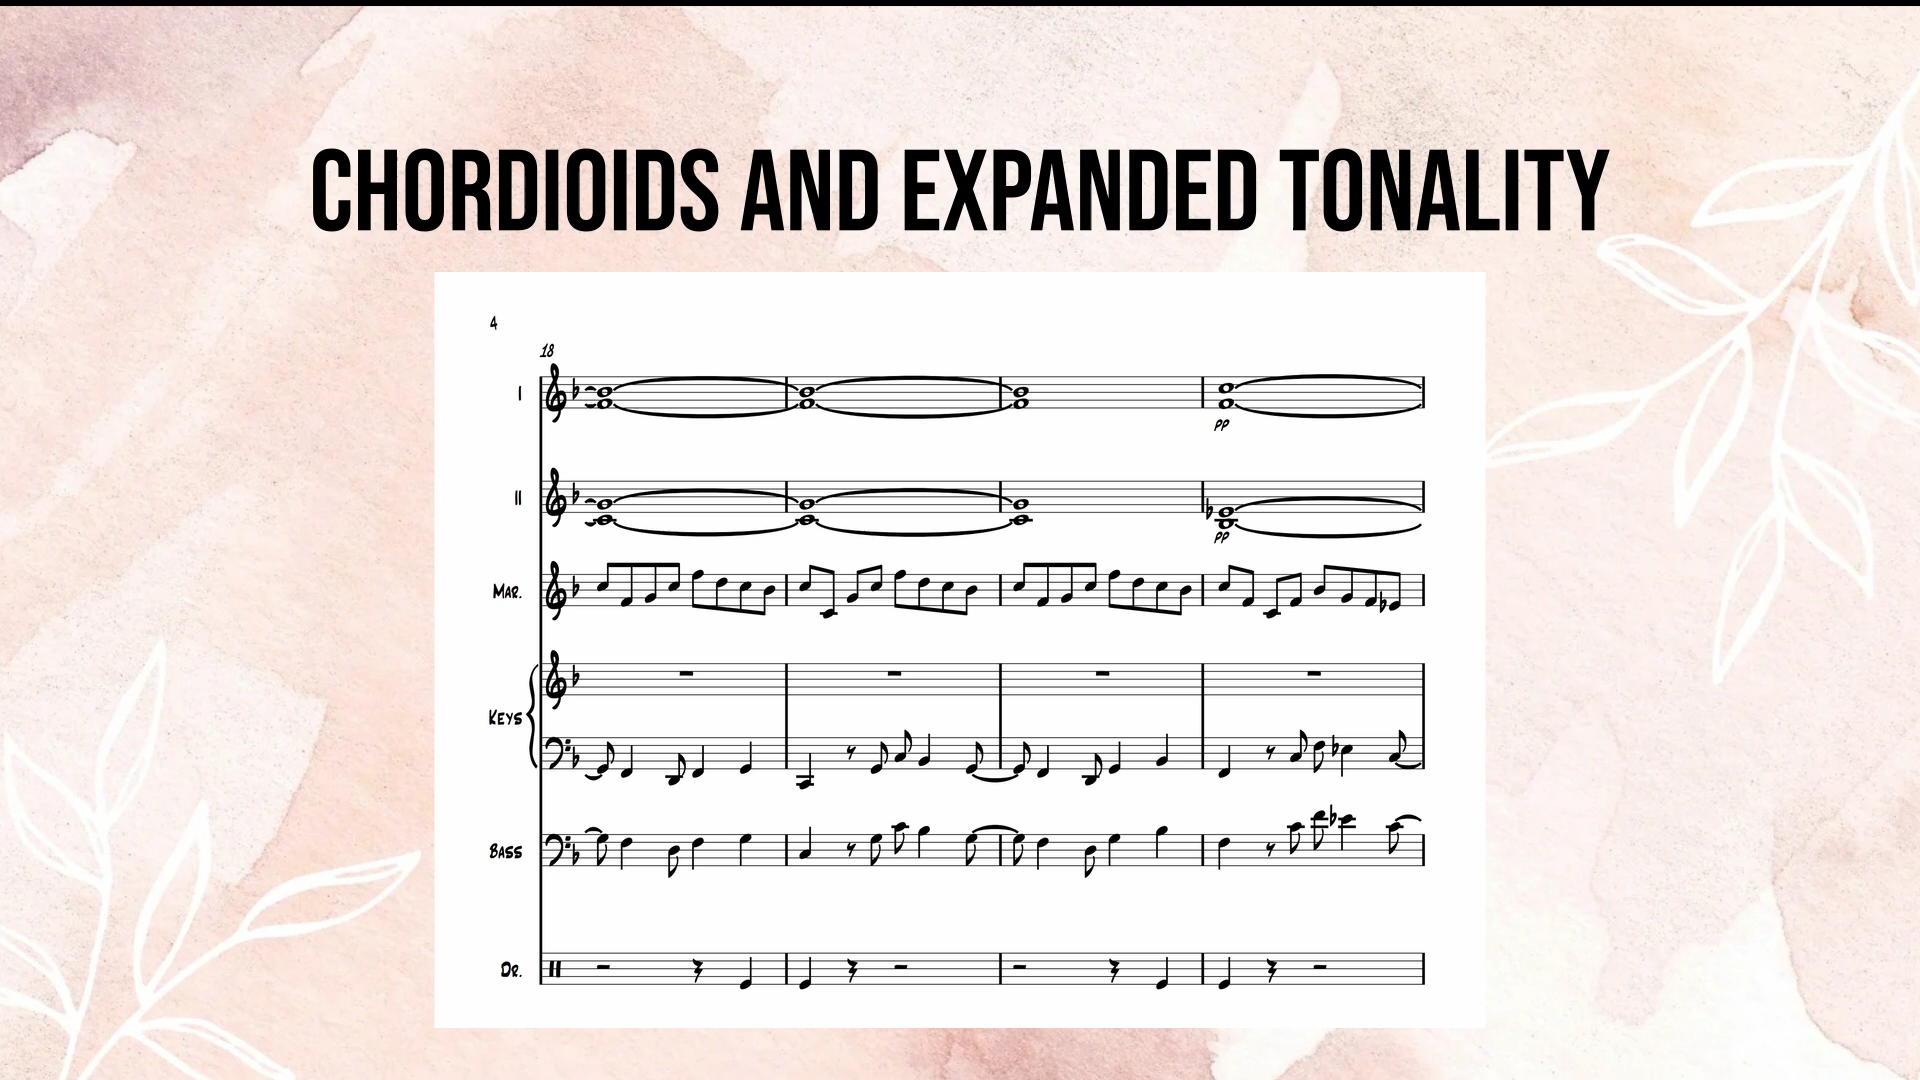 CHORDIOIDS AND EXPANDED TONALITY
4
18
I
pp
II
pp
MAR.
KEYS
BASS
DR.